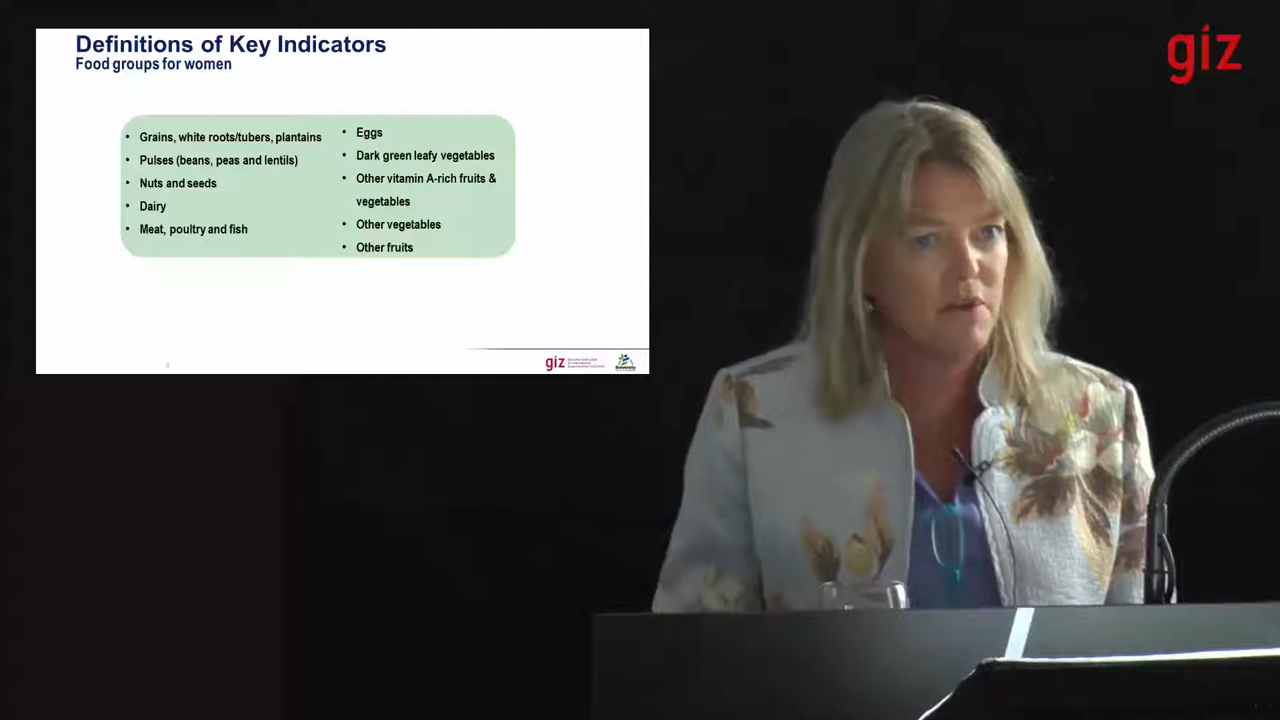 Definitions of Key Indicators
Food groups for women
• Grains, white roots/tubers, plantains
• Pulses (beans, peas and lentils)
• Nuts and seeds
• Dairy
• Meat, poultry and fish
• Eggs
• Dark green leafy vegetables
• Other vitamin A-rich fruits &
vegetables
• Other vegetables
• Other fruits
giz
giz